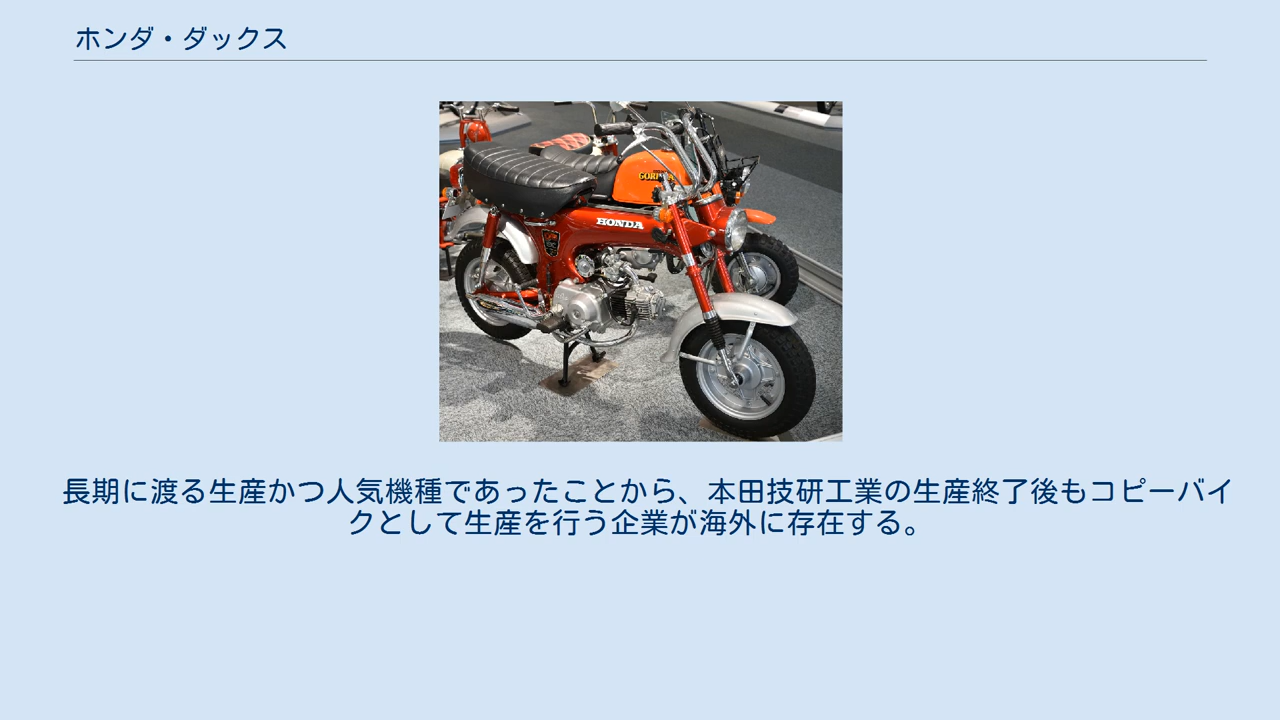 ホンダ・ダックス
HONDA
長期に渡る生産かつ人気機種であったことから、本田技研工業の生産終了後もコピーバイ
クとして生産を行う企業が海外に存在する。